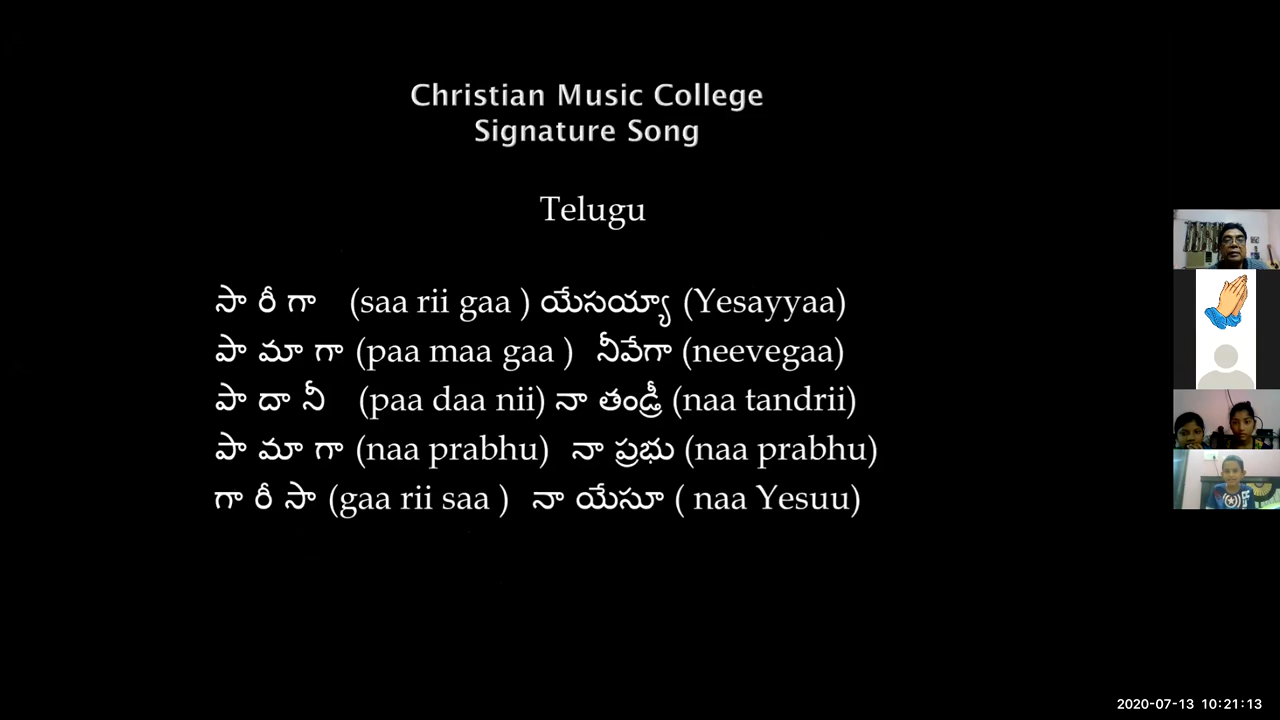 Christian Music College
Signature Song
Telugu
సా రీ గా (saa rii gaa ) యేసయ్యా (Yesayyaa)
పా మా గా (paa maa gaa ) నీవేగా (neevegaa)
పా దా నీ (paa daa nii) నా తండ్రీ (naa tandrii)
పా మా గా (naa prabhu) నా ప్రభు (naa prabhu)
గా రీ సా (gaa rii saa ) నా యేసూ ( naa Yesuu)
2020-07-13 10:21:13